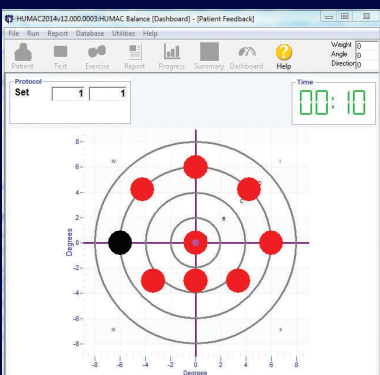 HUMAC2014v12.000.0003:HUMAC Balance [Dashboard] - [Patient Feedback]
File Run Report Database Utilities Help
Patient Test Exercise Report Progress Summary Dashboard Help
Weight 0
Angle 0
Direction 0
Protocol
Set 1 1
Time
00:10
8
6
4
2
0
-2
-4
-6
-8
Degrees
IV
I
III
II
B
C
-8 -6 -4 -2 0 2 4 6 8
Degrees